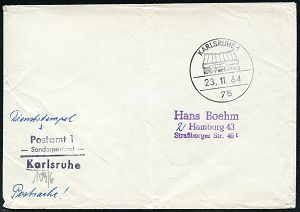 KARLSRUHE 1
23.11.64
75
Dienststempel
Postamt 1
Sonderpostamt
Karlsruhe
Postsache!
Hans Boehm
2 Hamburg 43
Straßburger Str. 46 I